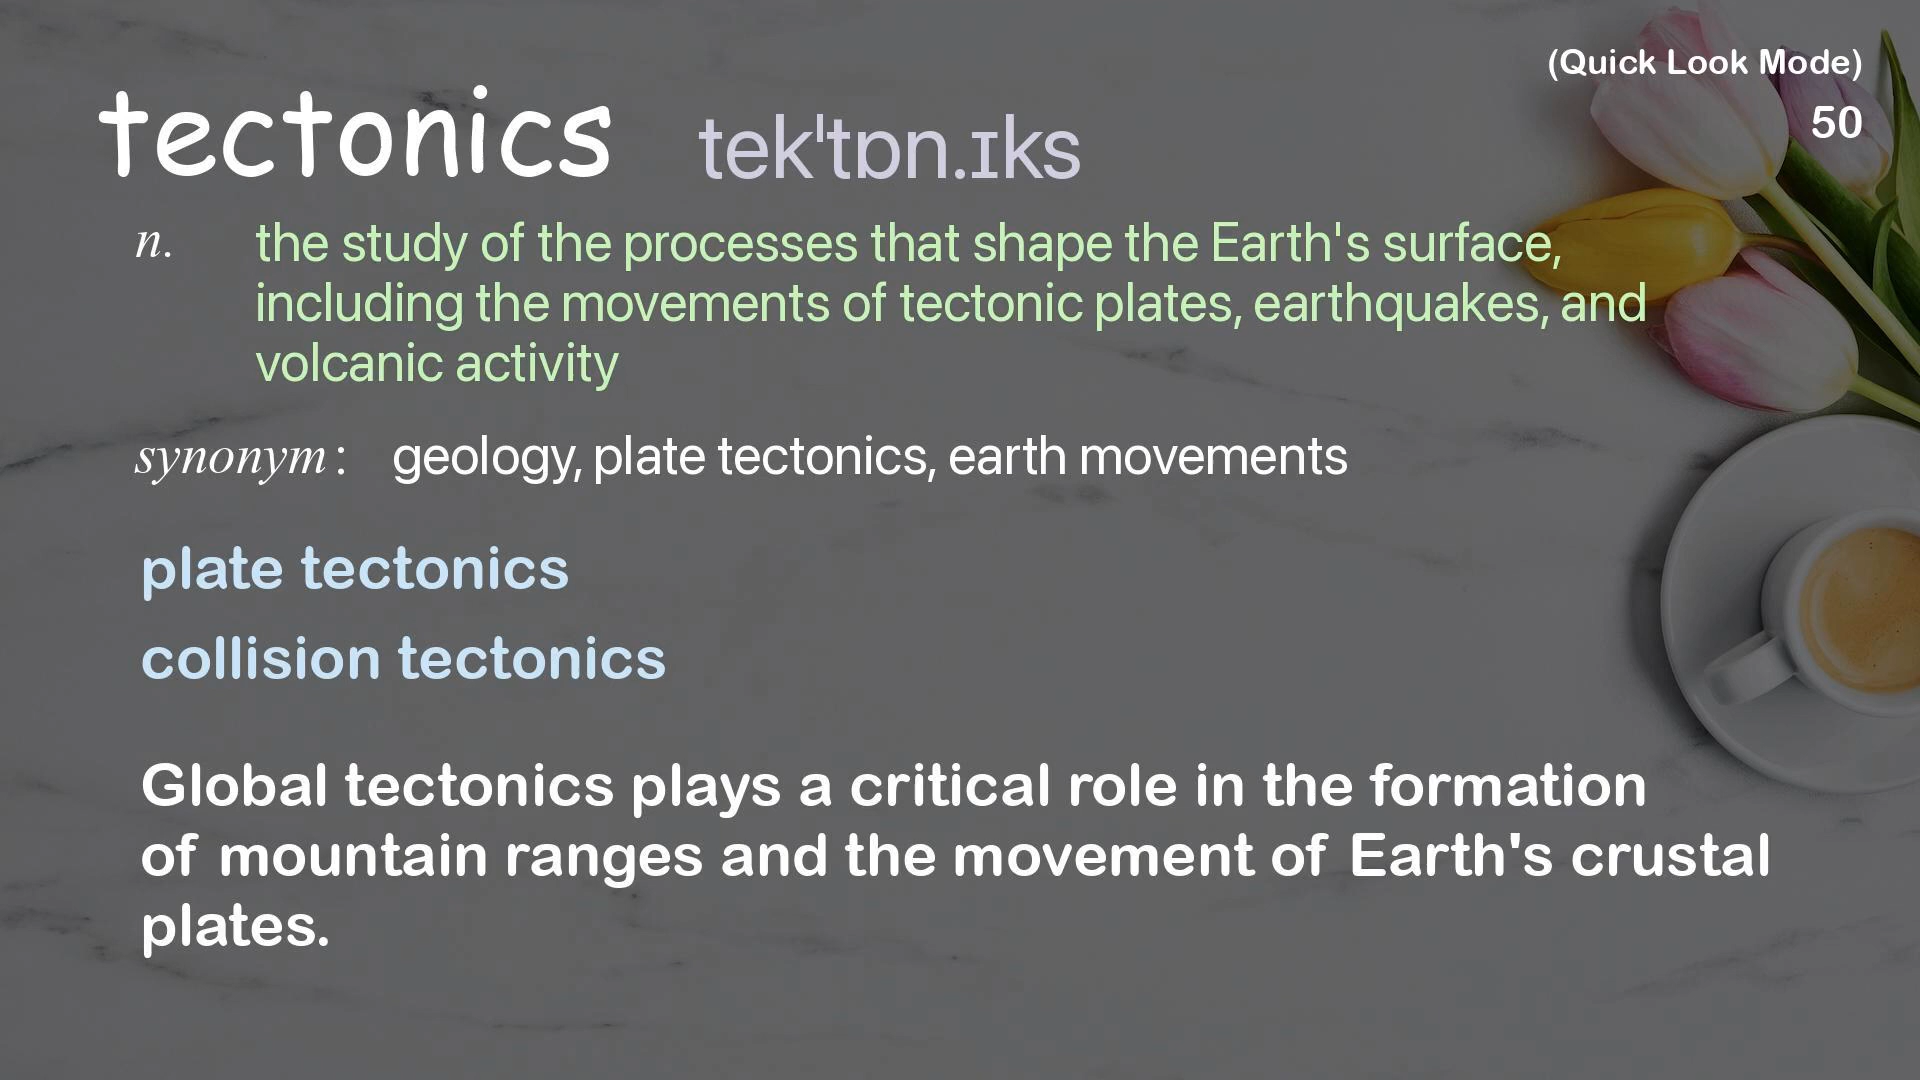 (Quick Look Mode)
50
tectonics tekˈtɒn.ɪks
n. the study of the processes that shape the Earth's surface,
including the movements of tectonic plates, earthquakes, and
volcanic activity
synonym: geology, plate tectonics, earth movements
plate tectonics
collision tectonics
Global tectonics plays a critical role in the formation
of mountain ranges and the movement of Earth's crustal
plates.